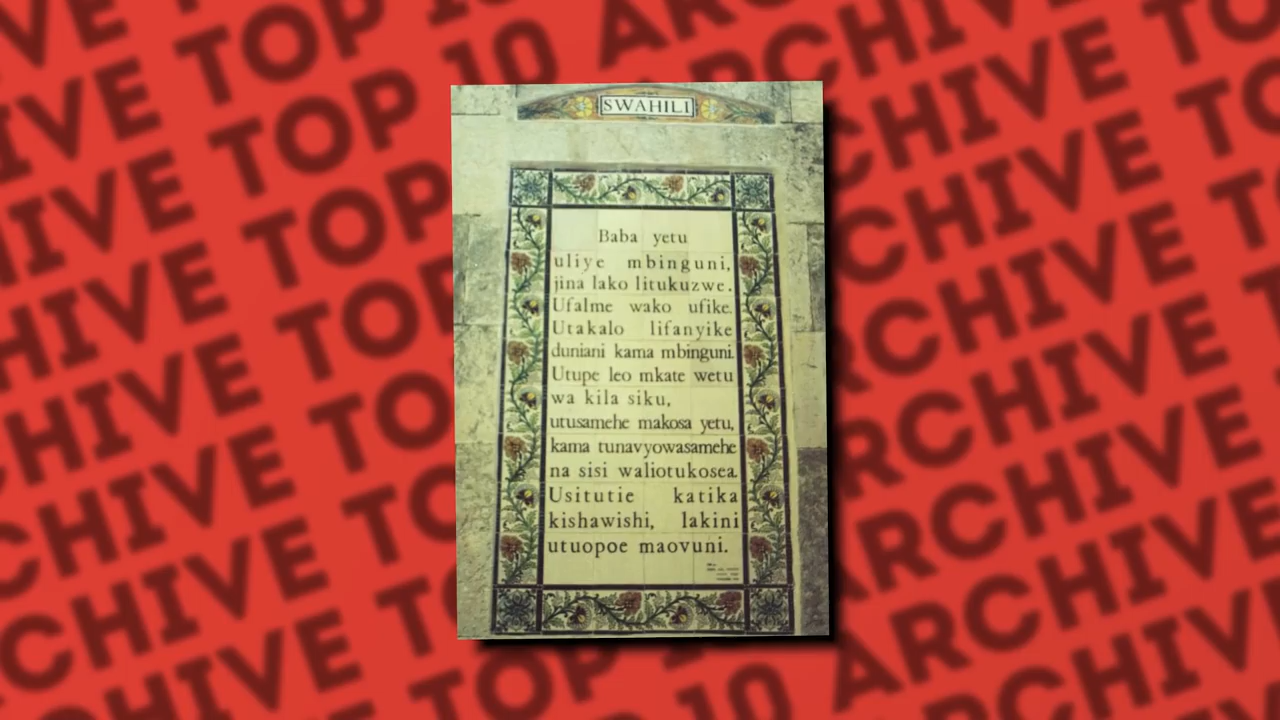 SWAHILI
Baba yetu
uliye mbinguni,
jina lako litukuzwe.
Ufalme wako ufike.
Utakalo lifanyike
duniani kama mbinguni.
Utupe leo mkate wetu
wa kila siku,
utusamehe makosa yetu,
kama tunavyowasamehe
na sisi waliotukosea.
Usitutie katika
kishawishi, lakini
utuopoe maovuni.
TOP 10 ARCHIVE